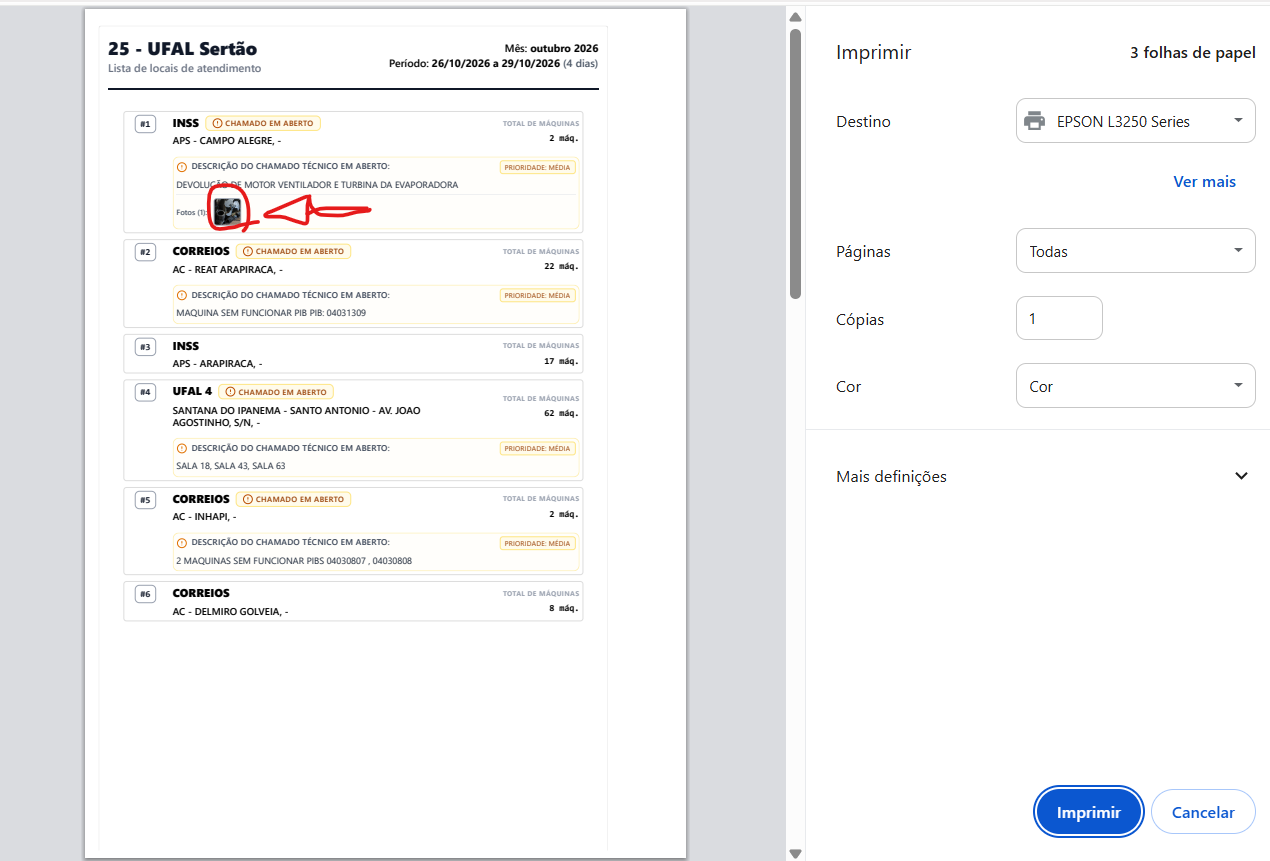 25 - UFAL Sertão
Lista de locais de atendimento
Mês: outubro 2026
Período: 26/10/2026 a 29/10/2026 (4 dias)
#1 INSS CHAMADO EM ABERTO TOTAL DE MÁQUINAS
APS - CAMPO ALEGRE, - 2 máq.
DESCRIÇÃO DO CHAMADO TÉCNICO EM ABERTO: PRIORIDADE: MÉDIA
DEVOLUÇÃO DE MOTOR VENTILADOR E TURBINA DA EVAPORADORA
Fotos (1):
#2 CORREIOS CHAMADO EM ABERTO TOTAL DE MÁQUINAS
AC - REAT ARAPIRACA, - 22 máq.
DESCRIÇÃO DO CHAMADO TÉCNICO EM ABERTO: PRIORIDADE: MÉDIA
MAQUINA SEM FUNCIONAR PIB PIB: 04031309
#3 INSS TOTAL DE MÁQUINAS
APS - ARAPIRACA, - 17 máq.
#4 UFAL 4 CHAMADO EM ABERTO TOTAL DE MÁQUINAS
SANTANA DO IPANEMA - SANTO ANTONIO - AV. JOAO 62 máq.
AGOSTINHO, S/N, -
DESCRIÇÃO DO CHAMADO TÉCNICO EM ABERTO: PRIORIDADE: MÉDIA
SALA 18, SALA 43, SALA 63
#5 CORREIOS CHAMADO EM ABERTO TOTAL DE MÁQUINAS
AC - INHAPI, - 2 máq.
DESCRIÇÃO DO CHAMADO TÉCNICO EM ABERTO: PRIORIDADE: MÉDIA
2 MAQUINAS SEM FUNCIONAR PIBS 04030807 , 04030808
#6 CORREIOS TOTAL DE MÁQUINAS
AC - DELMIRO GOLVEIA, - 8 máq.
Imprimir 3 folhas de papel
Destino EPSON L3250 Series
Ver mais
Páginas Todas
Cópias 1
Cor Cor
Mais definições
Imprimir Cancelar